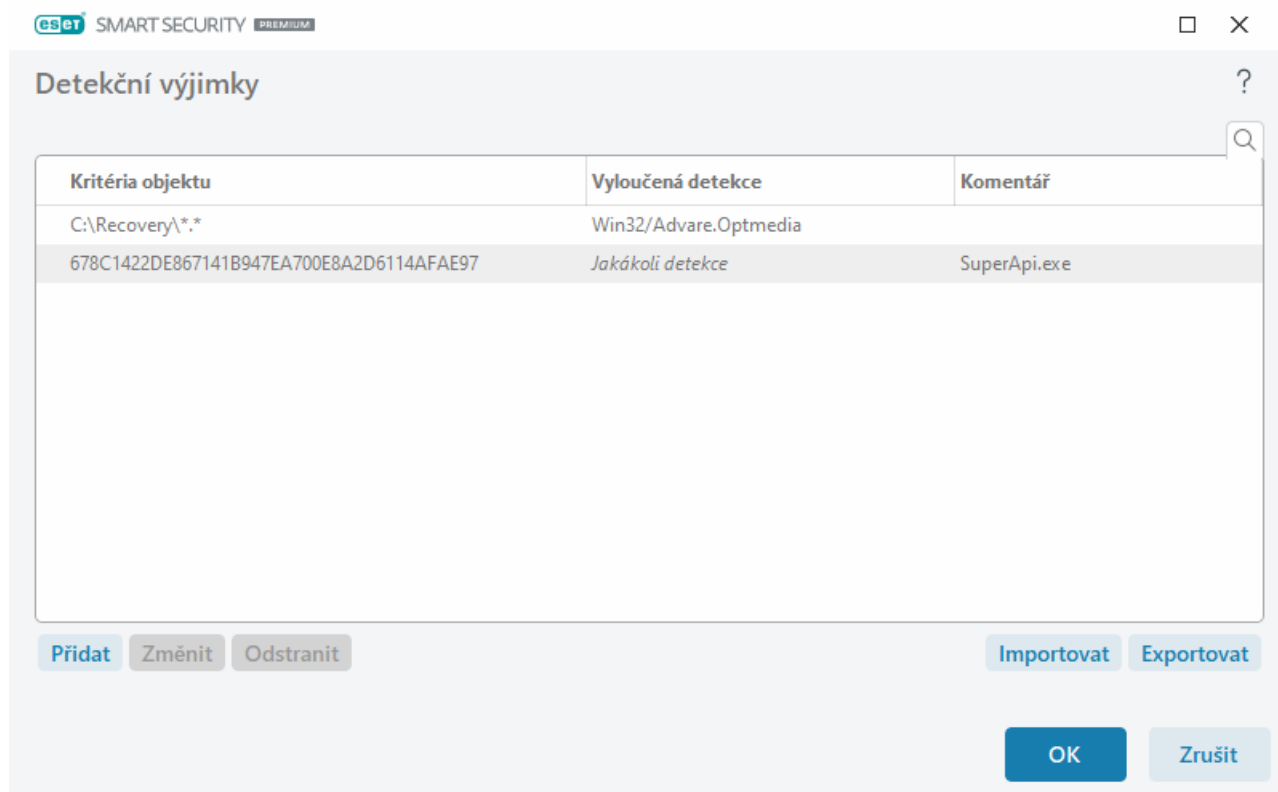 eset SMART SECURITY PREMIUM
Detekční výjimky
?
Kritéria objektu Vyloučená detekce Komentář
C:\Recovery\*.* Win32/Advare.Optmedia
678C1422DE867141B947EA700E8A2D6114AFAE97 Jakákoli detekce SuperApi.exe
Přidat Změnit Odstranit Importovat Exportovat
OK Zrušit